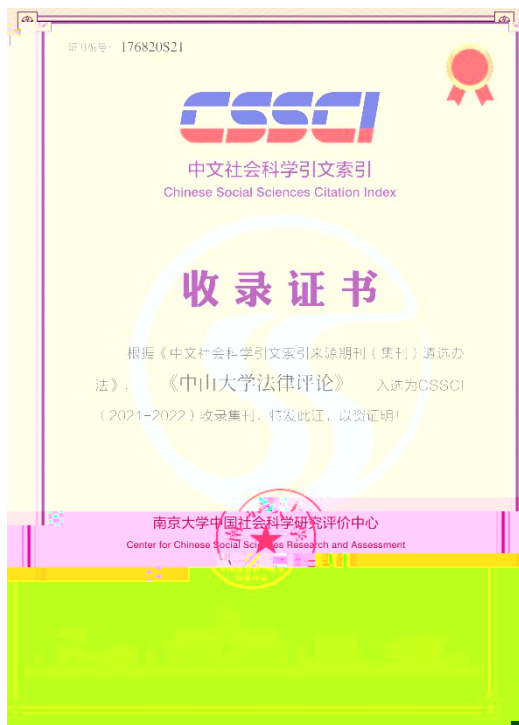 证书编号: 176820S21
CSSCI
中文社会科学引文索引
Chinese Social Sciences Citation Index
收录证书
根据《中文社会科学引文索引来源期刊（集刊）遴选办
法》, 《中山大学法律评论》 入选为CSSCI
（2021-2022）收录集刊, 特发此证, 以资证明!
南京大学中国社会科学研究评价中心
Center for Chinese Social Sciences Research and Assessment